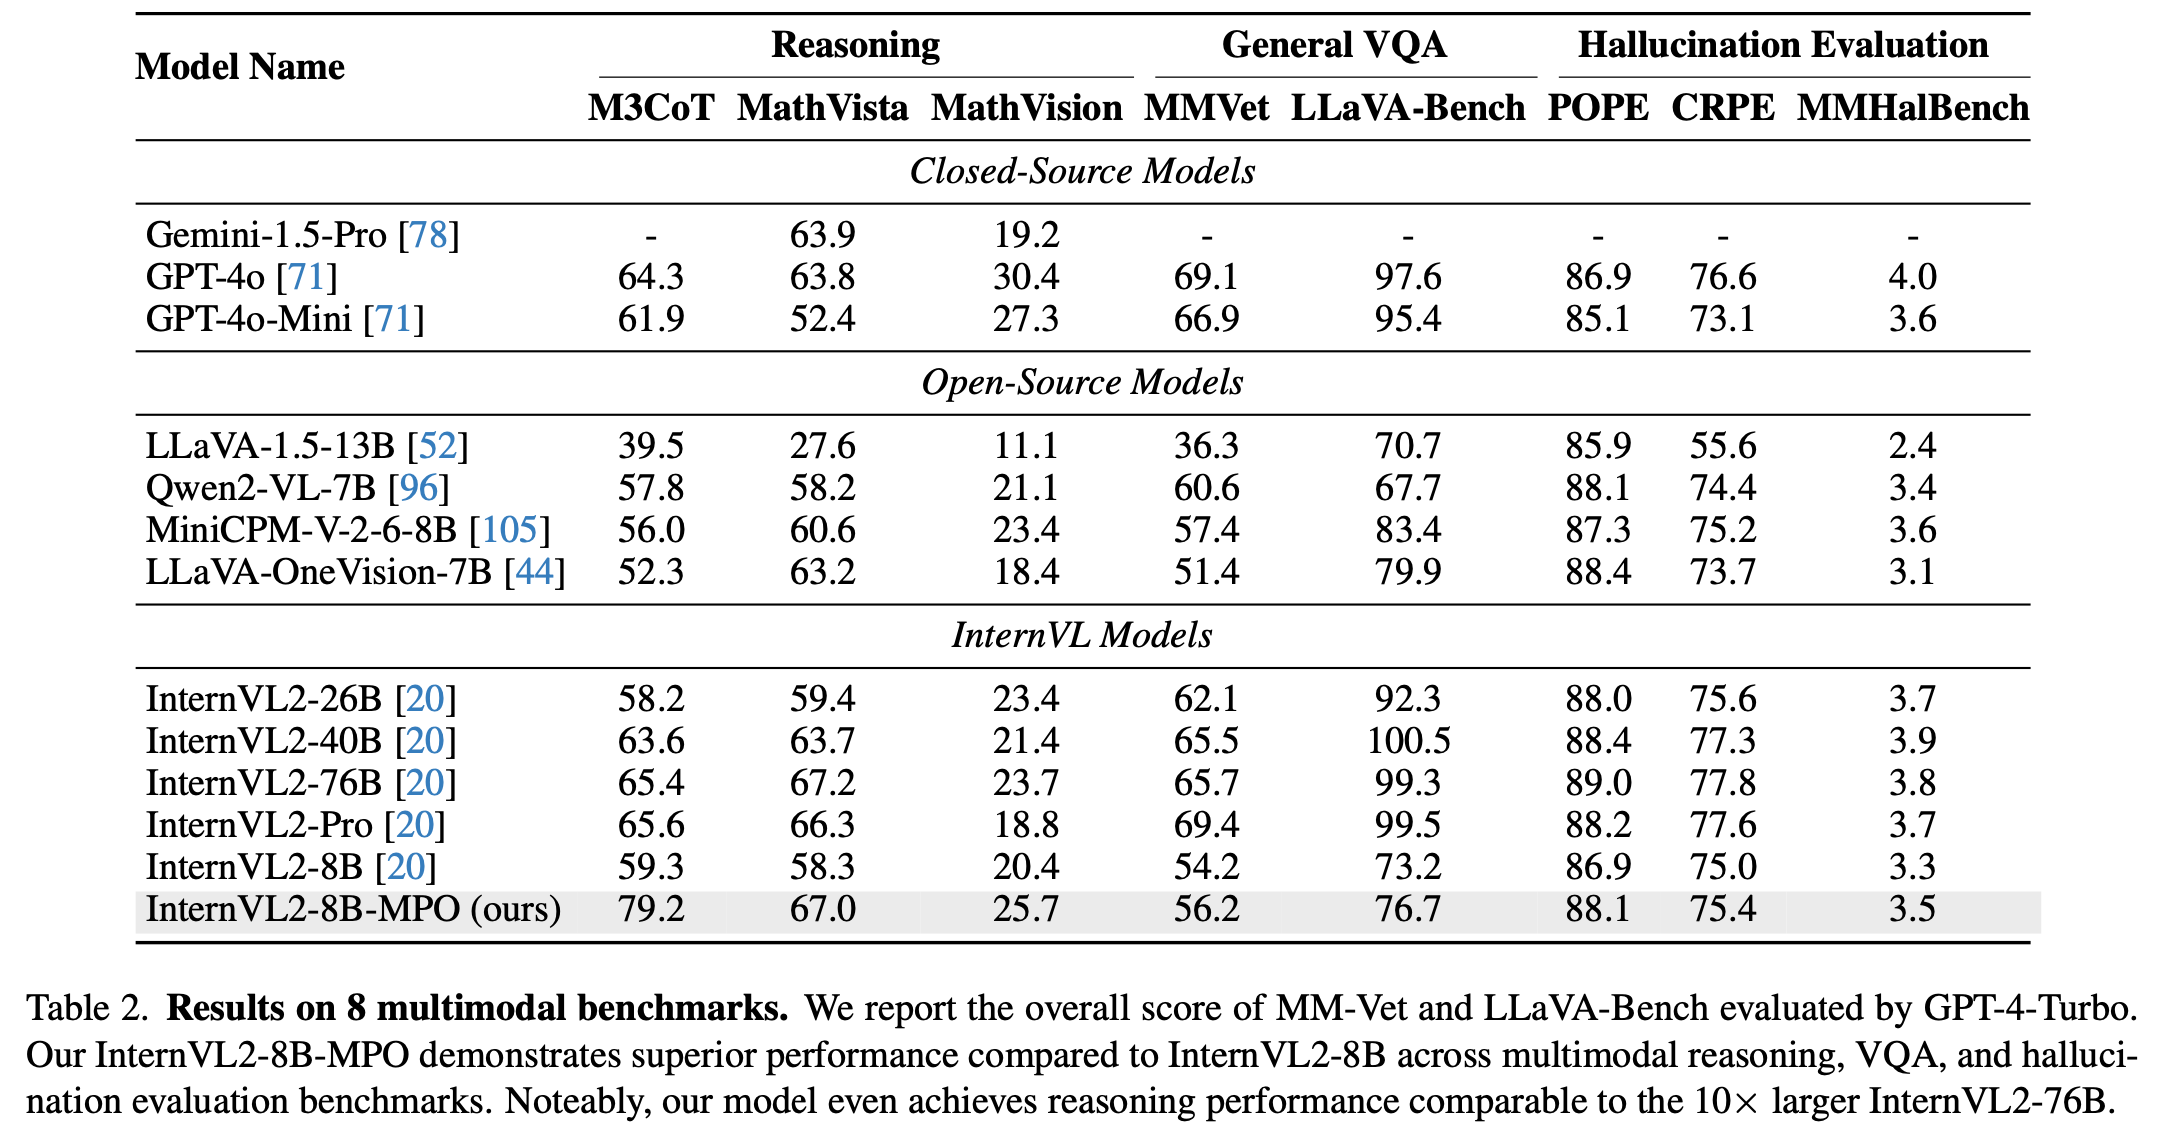 Model Name Reasoning General VQA Hallucination Evaluation
M3CoT MathVista MathVision MMVet LLaVA-Bench POPE CRPE MMHalBench
Closed-Source Models
Gemini-1.5-Pro [78] - 63.9 19.2 - - - - -
GPT-4o [71] 64.3 63.8 30.4 69.1 97.6 86.9 76.6 4.0
GPT-4o-Mini [71] 61.9 52.4 27.3 66.9 95.4 85.1 73.1 3.6
Open-Source Models
LLaVA-1.5-13B [52] 39.5 27.6 11.1 36.3 70.7 85.9 55.6 2.4
Qwen2-VL-7B [96] 57.8 58.2 21.1 60.6 67.7 88.1 74.4 3.4
MiniCPM-V-2-6-8B [105] 56.0 60.6 23.4 57.4 83.4 87.3 75.2 3.6
LLaVA-OneVision-7B [44] 52.3 63.2 18.4 51.4 79.9 88.4 73.7 3.1
InternVL Models
InternVL2-26B [20] 58.2 59.4 23.4 62.1 92.3 88.0 75.6 3.7
InternVL2-40B [20] 63.6 63.7 21.4 65.5 100.5 88.4 77.3 3.9
InternVL2-76B [20] 65.4 67.2 23.7 65.7 99.3 89.0 77.8 3.8
InternVL2-Pro [20] 65.6 66.3 18.8 69.4 99.5 88.2 77.6 3.7
InternVL2-8B [20] 59.3 58.3 20.4 54.2 73.2 86.9 75.0 3.3
InternVL2-8B-MPO (ours) 79.2 67.0 25.7 56.2 76.7 88.1 75.4 3.5
Table 2. Results on 8 multimodal benchmarks. We report the overall score of MM-Vet and LLaVA-Bench evaluated by GPT-4-Turbo.
Our InternVL2-8B-MPO demonstrates superior performance compared to InternVL2-8B across multimodal reasoning, VQA, and halluci-
nation evaluation benchmarks. Noteably, our model even achieves reasoning performance comparable to the 10× larger InternVL2-76B.